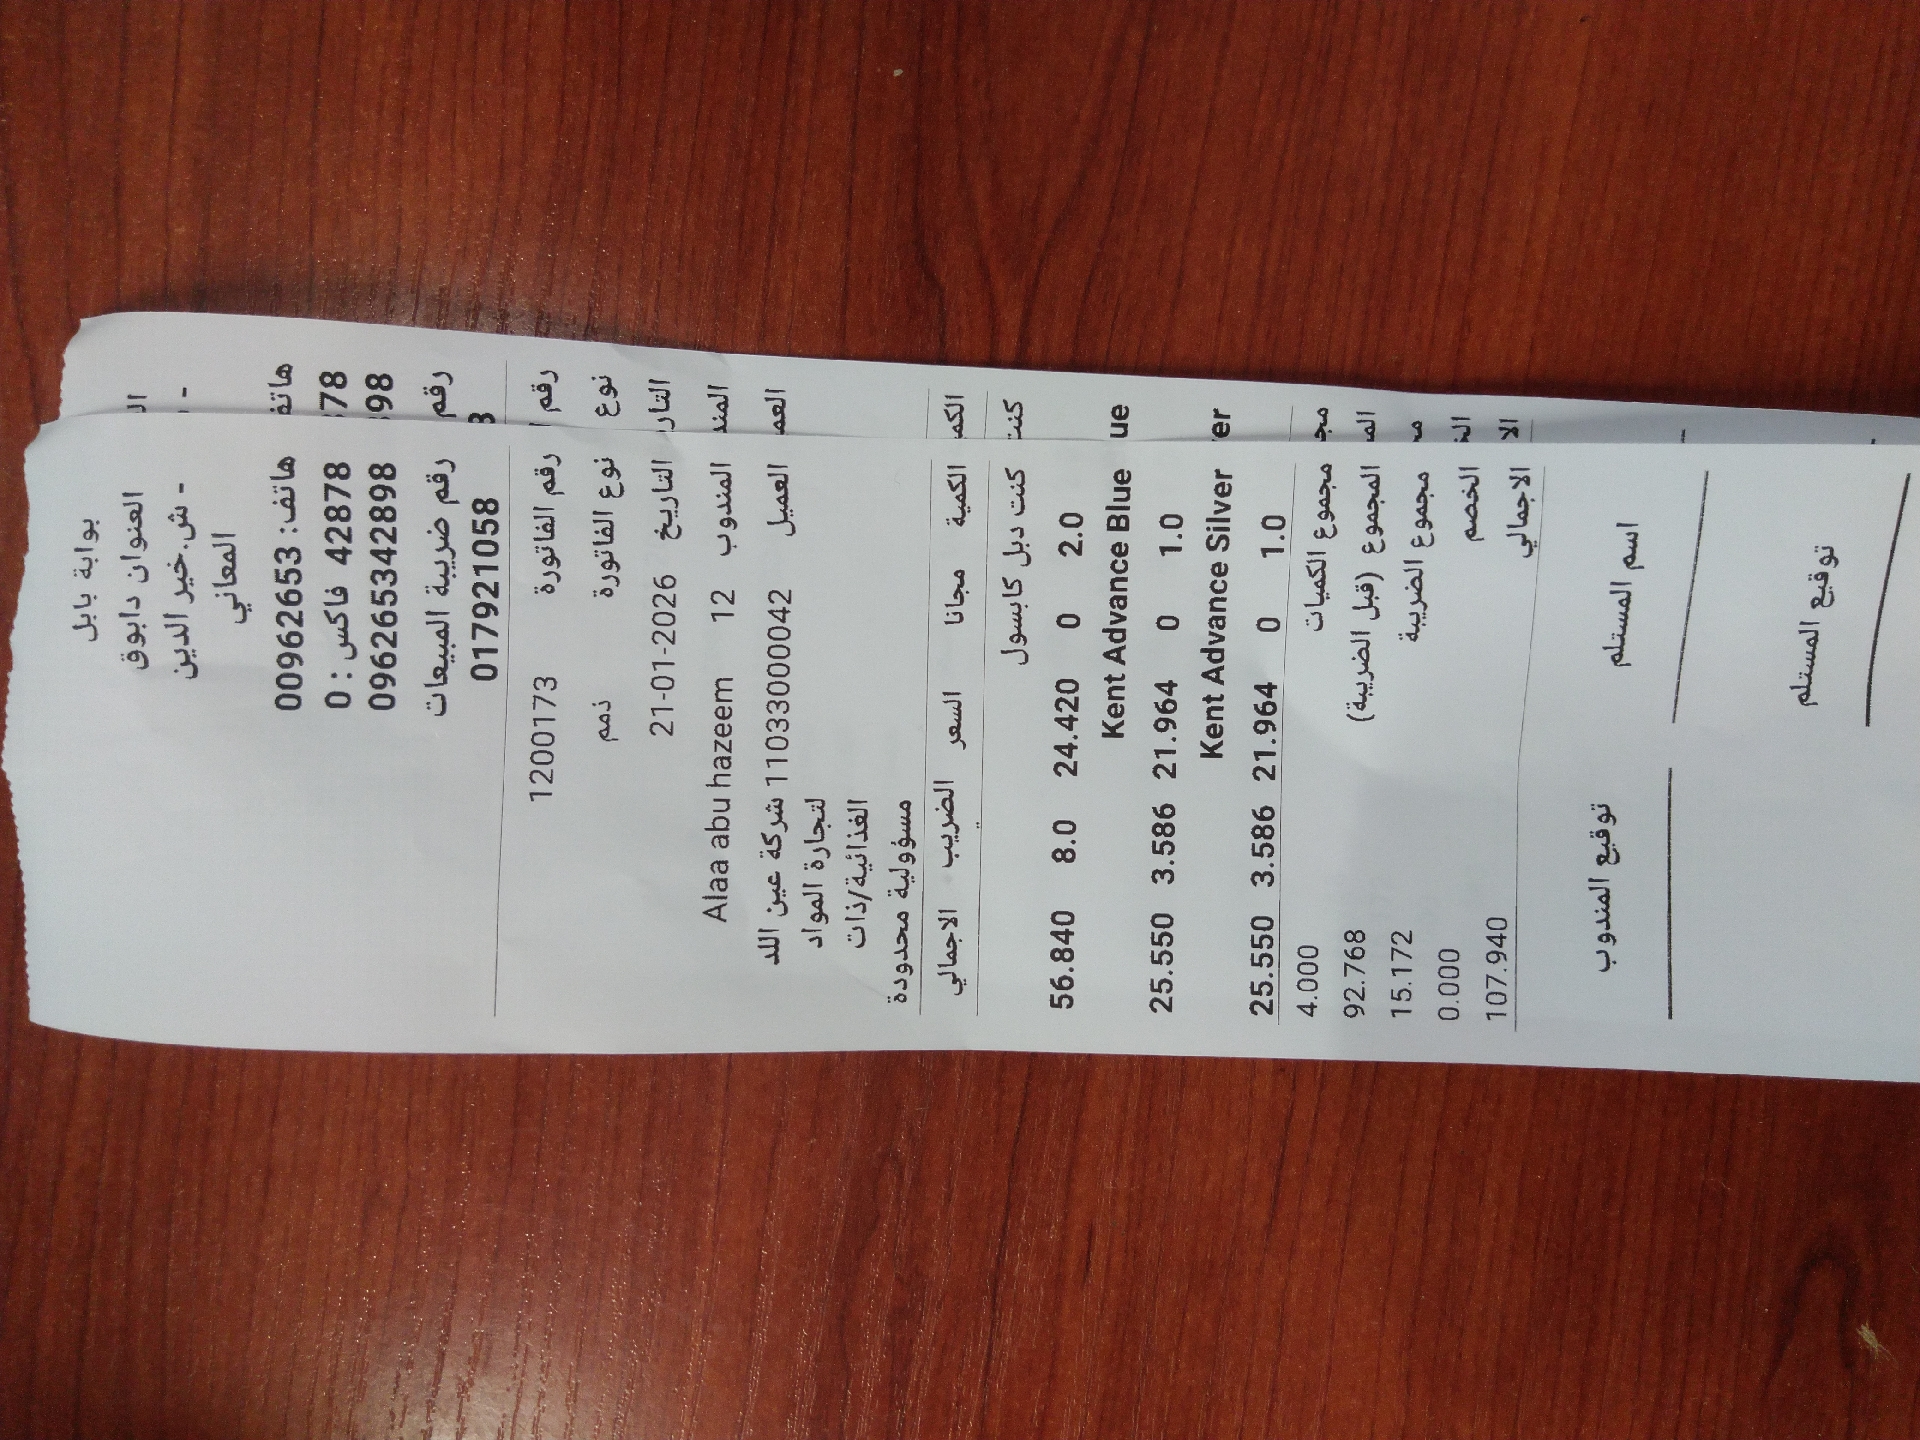 بوابة بابل
العنوان دابوق
- ش.خير الدين
المعاني
هاتف: 00962653
42878 فاكس : 0
096265342898
رقم ضريبة المبيعات
017921058
رقم الفاتورة 1200173
نوع الفاتورة ذمم
التاريخ 21-01-2026
المندوب 12 Alaa abu hazeem
العميل 1103300042 شركة عين اللد
لتجارة المواد
الغذائية/ذات
مسؤولية محدودة
الكمية مجانا السعر الضريب الاجمالي
كنت دبل كابسول
2.0 0 24.420 8.0 56.840
Kent Advance Blue
1.0 0 21.964 3.586 25.550
Kent Advance Silver
1.0 0 21.964 3.586 25.550
مجموع الكميات 4.000
المجموع (قبل الضريبة) 92.768
مجموع الضريبة 15.172
الخصم 0.000
الاجمالي 107.940
اسم المستلم توقيع المندوب
توقيع المستلم